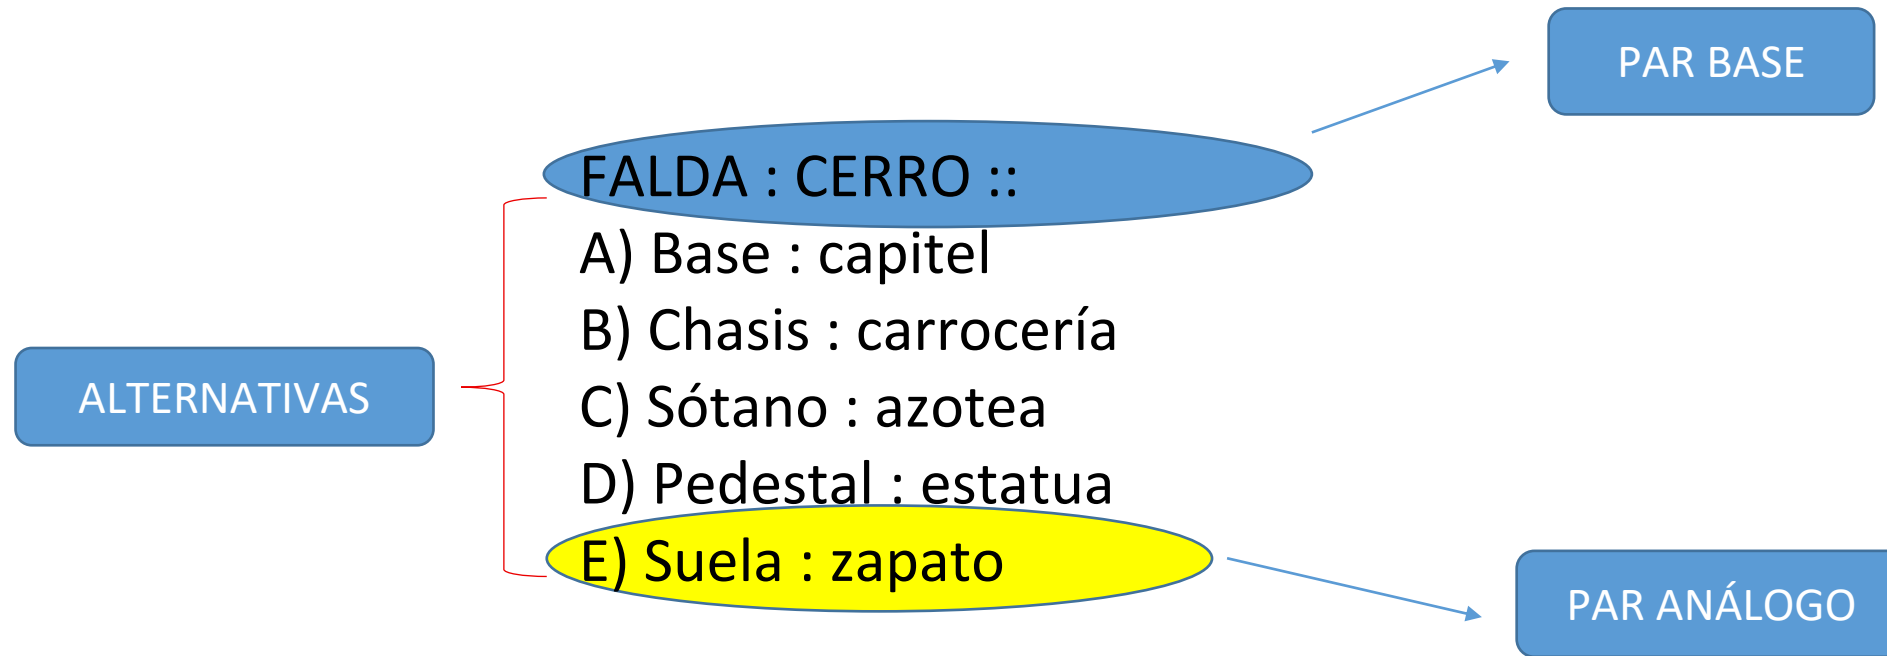 PAR BASE
FALDA : CERRO ::
A) Base : capitel
B) Chasis : carrocería
ALTERNATIVAS
C) Sótano : azotea
D) Pedestal : estatua
E) Suela : zapato
PAR ANÁLOGO